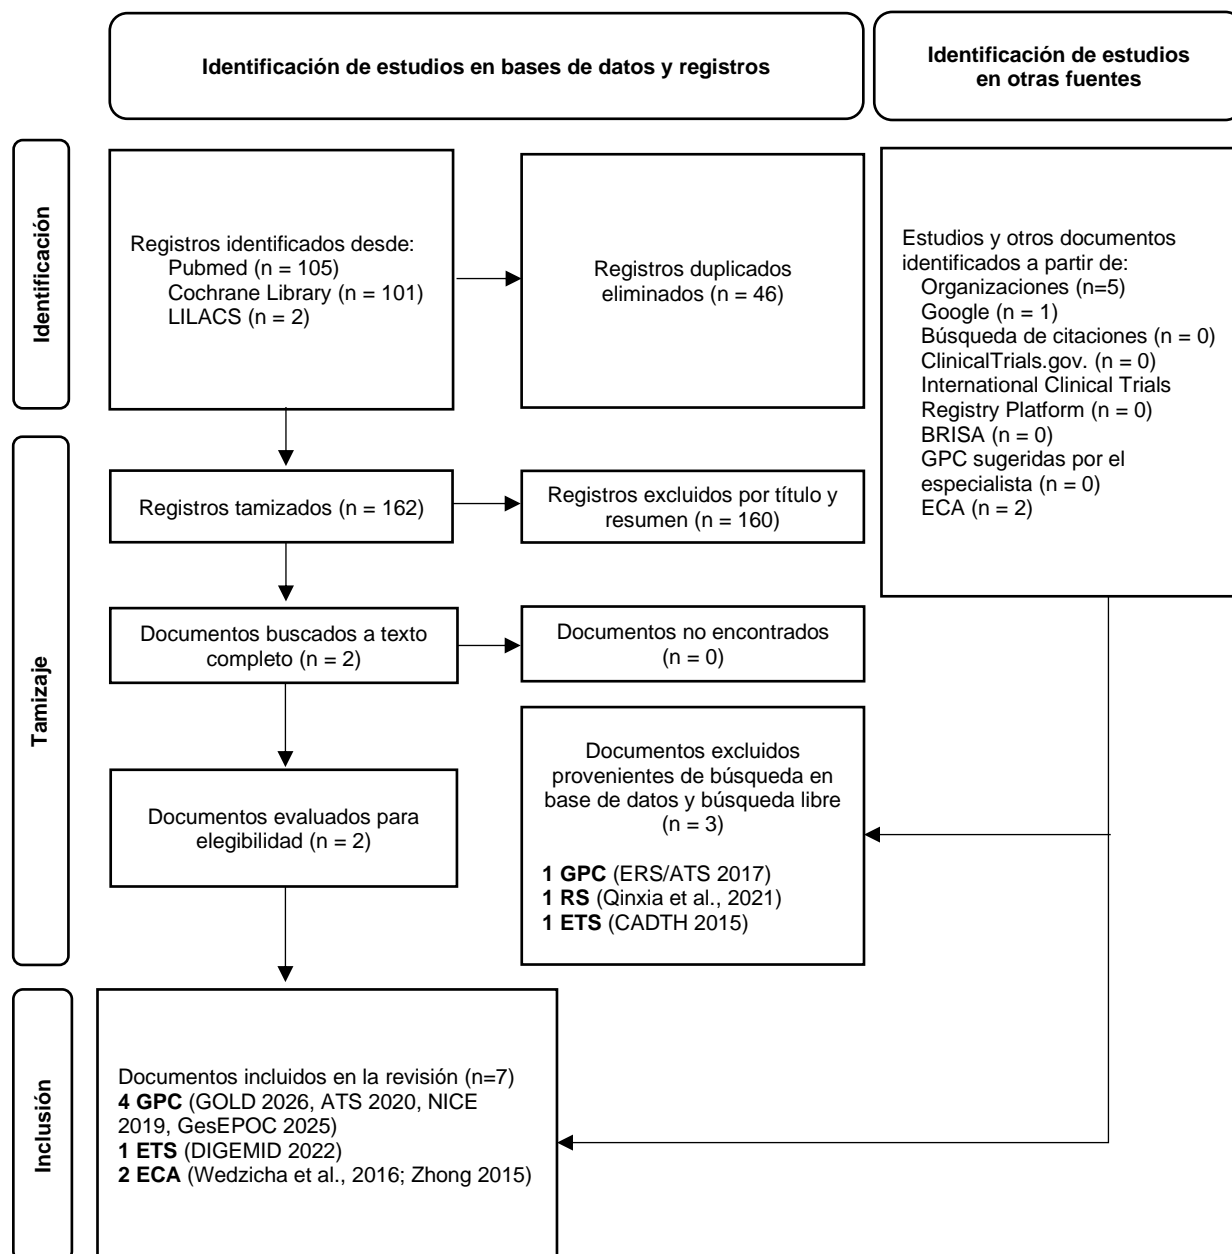 Identificación de estudios en bases de datos y registros
Identificación de estudios
en otras fuentes
Identificación
Registros identificados desde:
Pubmed (n = 105)
Cochrane Library (n = 101)
LILACS (n = 2)
Registros duplicados
eliminados (n = 46)
Estudios y otros documentos
identificados a partir de:
Organizaciones (n=5)
Google (n = 1)
Búsqueda de citaciones (n = 0)
ClinicalTrials.gov. (n = 0)
International Clinical Trials
Registry Platform (n = 0)
BRISA (n = 0)
GPC sugeridas por el
especialista (n = 0)
ECA (n = 2)
Tamizaje
Registros tamizados (n = 162)
Registros excluidos por título y
resumen (n = 160)
Documentos buscados a texto
completo (n = 2)
Documentos no encontrados
(n = 0)
Documentos evaluados para
elegibilidad (n = 2)
Documentos excluidos
provenientes de búsqueda en
base de datos y búsqueda libre
(n = 3)
1 GPC (ERS/ATS 2017)
1 RS (Qinxia et al., 2021)
1 ETS (CADTH 2015)
Inclusión
Documentos incluidos en la revisión (n=7)
4 GPC (GOLD 2026, ATS 2020, NICE
2019, GesEPOC 2025)
1 ETS (DIGEMID 2022)
2 ECA (Wedzicha et al., 2016; Zhong 2015)